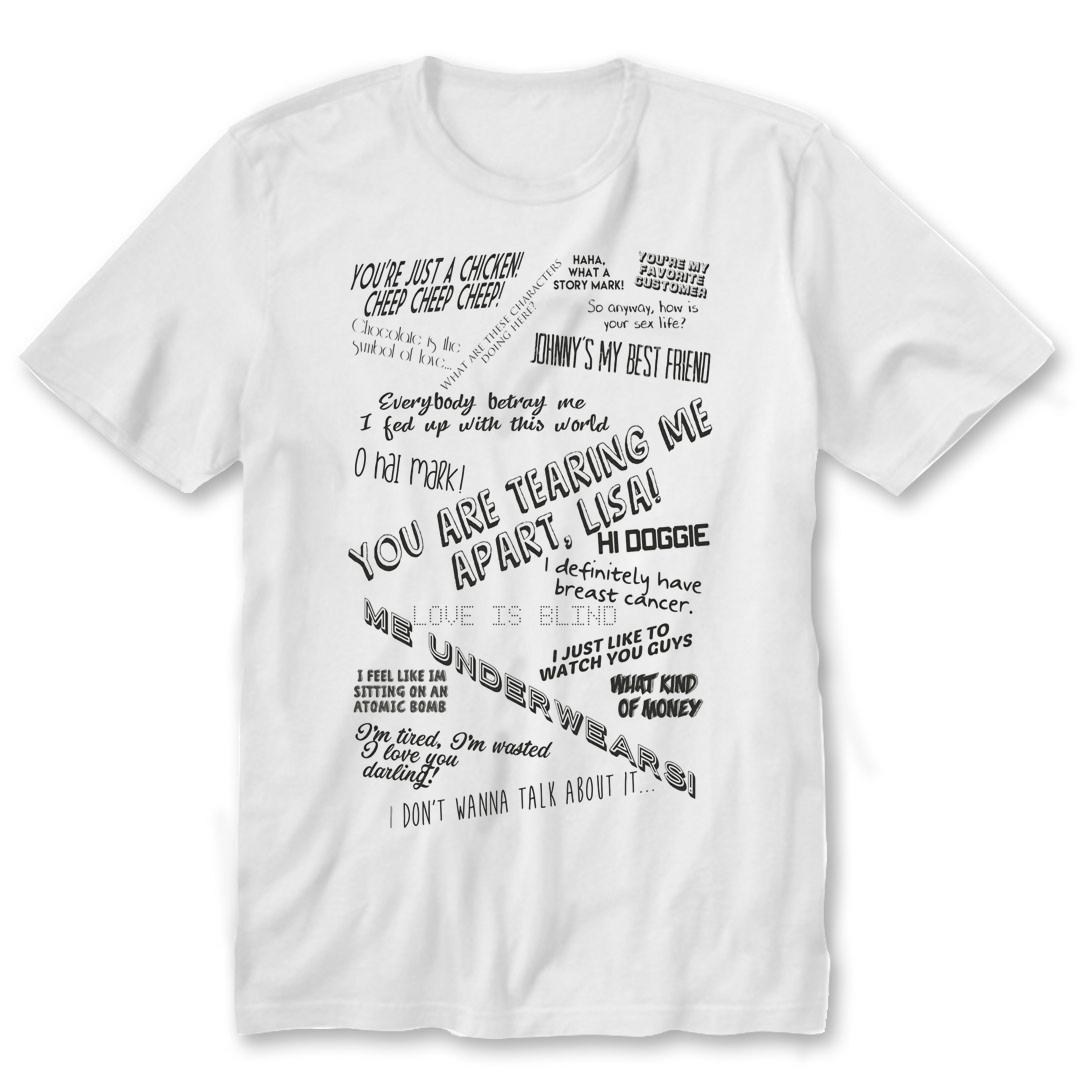 YOU'RE JUST A CHICKEN!
CHEEP CHEEP CHEEP!
WHAT ARE THESE CHARACTERS
DOING HERE?
HAHA,
WHAT A
STORY MARK!
YOU'RE MY
FAVORITE
CUSTOMER
Chocolate is the
symbol of love...
So anyway, how is
your sex life?
JOHNNY'S MY BEST FRIEND
Everybody betray me
I fed up with this world
O hai mark!
YOU ARE TEARING ME
APART, LISA!
HI DOGGIE
I definitely have
breast cancer.
LOVE IS BLIND
ME UNDERWEARS!
I JUST LIKE TO
WATCH YOU GUYS
I FEEL LIKE IM
SITTING ON AN
ATOMIC BOMB
WHAT KIND
OF MONEY
I'm tired, I'm wasted
I love you
darling!
I DON'T WANNA TALK ABOUT IT...